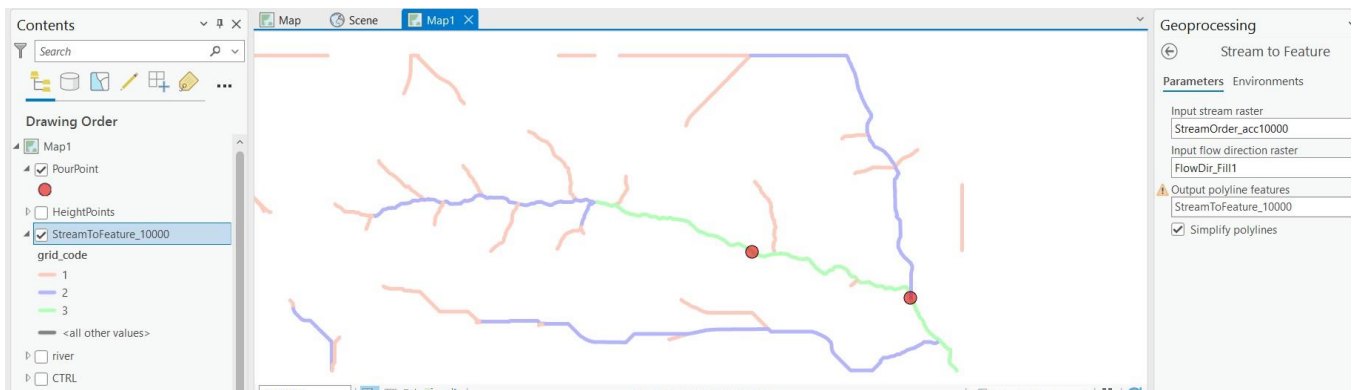 Contents
Search
Drawing Order
Map1
PourPoint
HeightPoints
StreamToFeature_10000
grid_code
1
2
3
<all other values>
river
CTRL
Map
Scene
Map1
Geoprocessing
Stream to Feature
Parameters Environments
Input stream raster
StreamOrder_acc10000
Input flow direction raster
FlowDir_Fill1
Output polyline features
StreamToFeature_10000
Simplify polylines